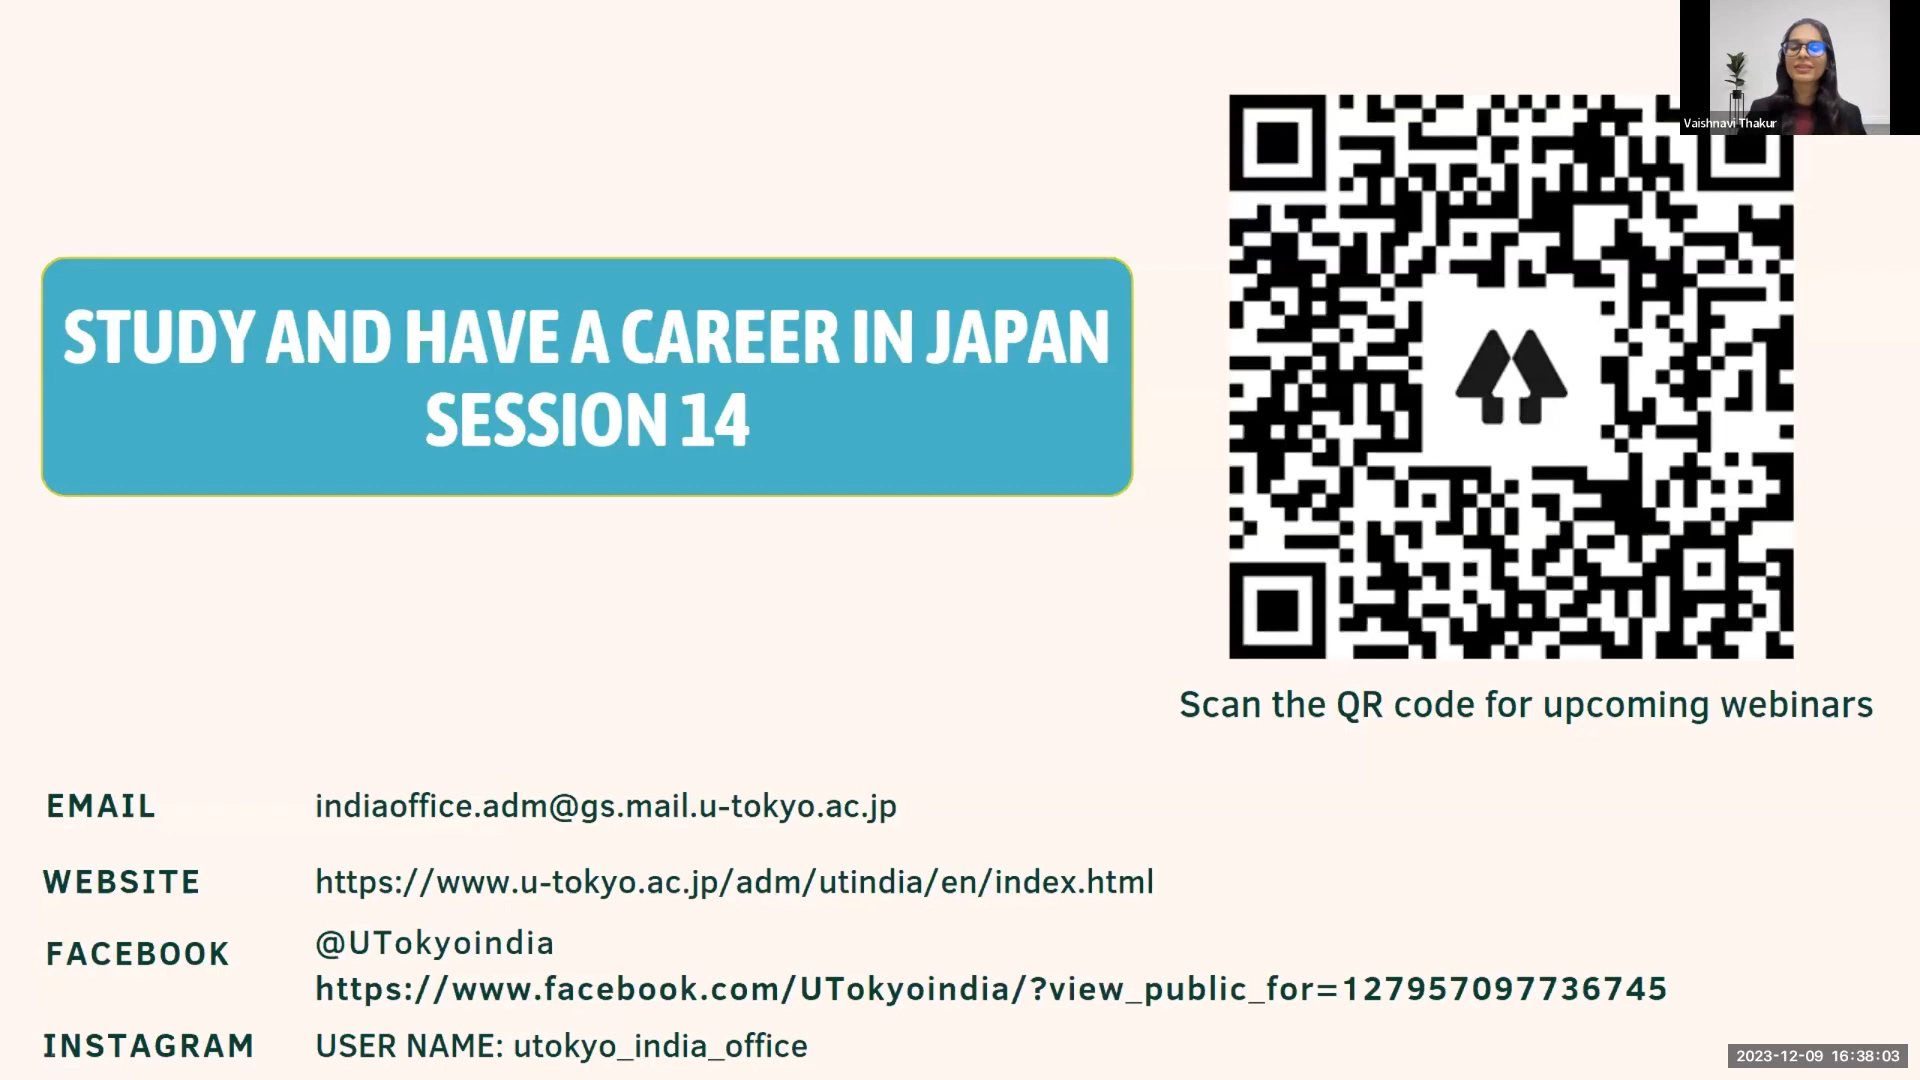 Vaishnavi Thakur
STUDY AND HAVE A CAREER IN JAPAN
SESSION 14
Scan the QR code for upcoming webinars
EMAIL indiaoffice.adm@gs.mail.u-tokyo.ac.jp
WEBSITE https://www.u-tokyo.ac.jp/adm/utindia/en/index.html
FACEBOOK @UTokyoindia
https://www.facebook.com/UTokyoindia/?view_public_for=127957097736745
INSTAGRAM USER NAME: utokyo_india_office
2023-12-09 16:38:03